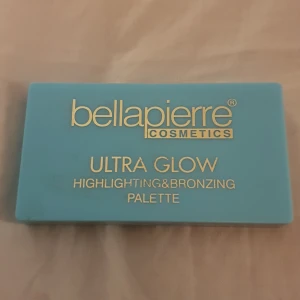 bellapierre®
COSMETICS
ULTRA GLOW
HIGHLIGHTING&BRONZING
PALETTE